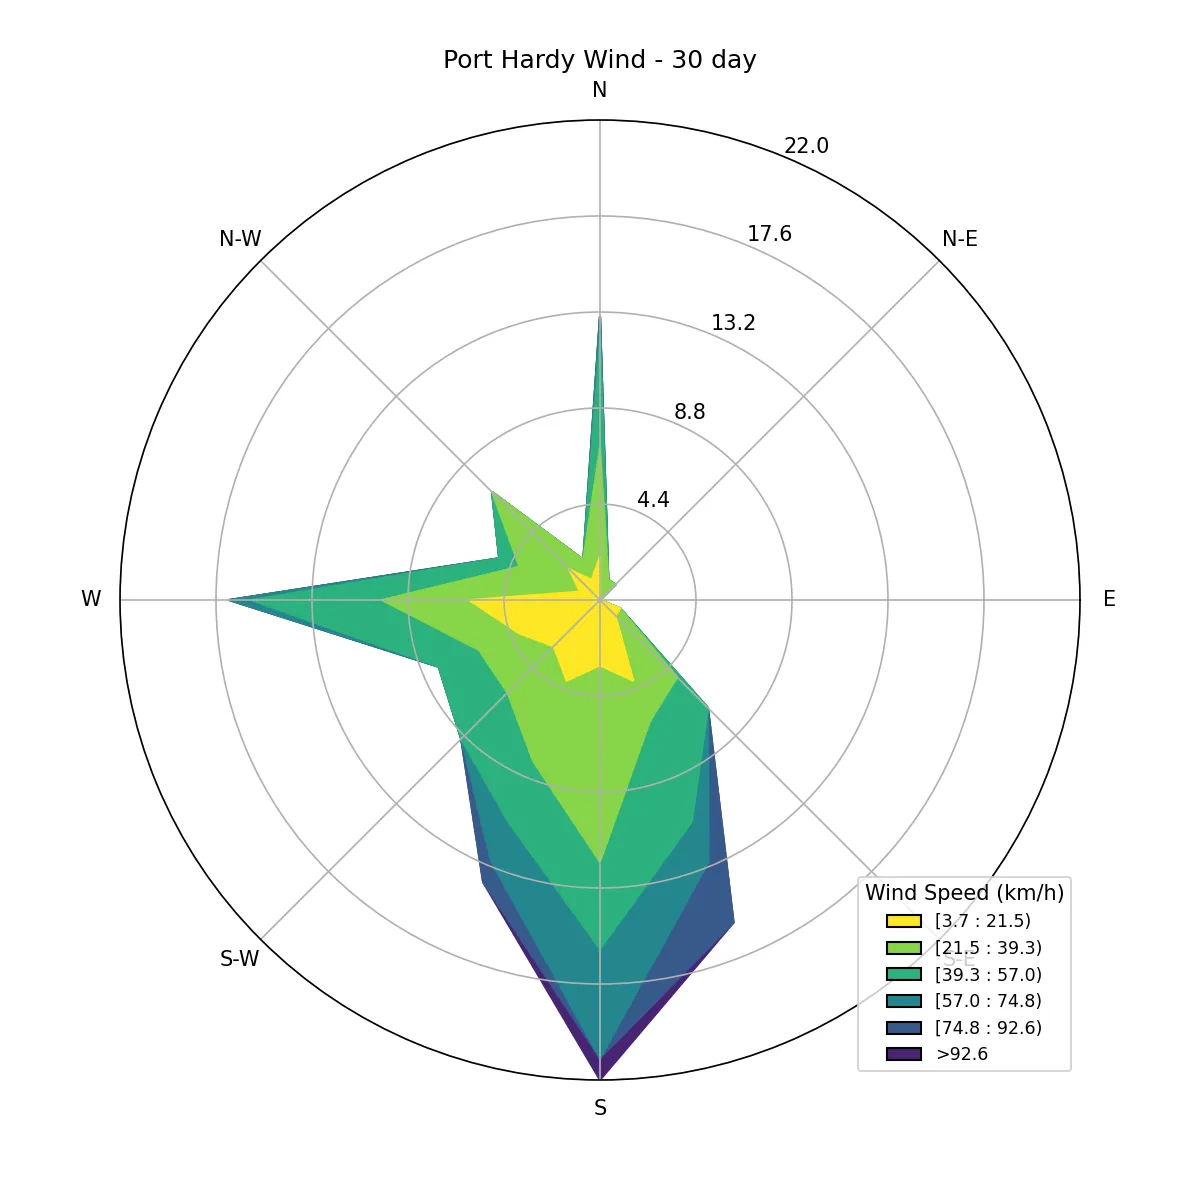 Port Hardy Wind - 30 day
N
22.0
N-W
17.6
N-E
13.2
8.8
4.4
W
E
S-W
S-E
S
Wind Speed (km/h)
[3.7 : 21.5)
[21.5 : 39.3)
[39.3 : 57.0)
[57.0 : 74.8)
[74.8 : 92.6)
>92.6